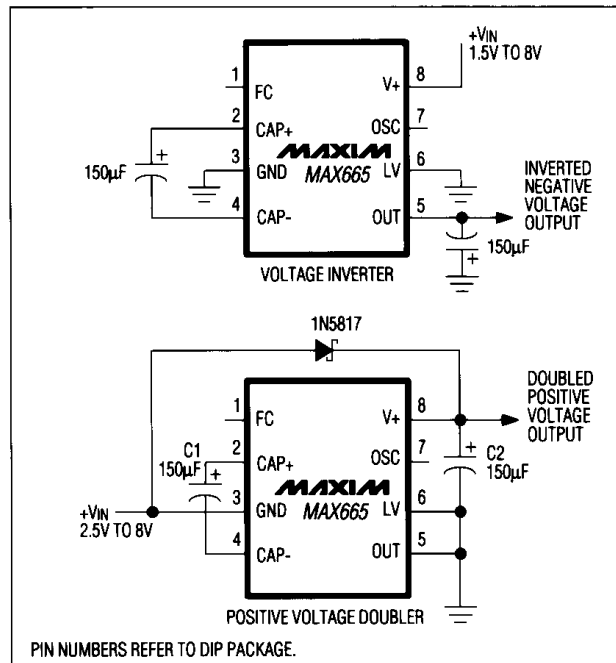 +VIN
1.5V TO 8V
1
FC
V+
8
2
CAP+
OSC
7
150µF
+
3
GND
MAXIM
MAX665
LV
6
4
CAP-
OUT
5
INVERTED
NEGATIVE
VOLTAGE
OUTPUT
150µF
+
VOLTAGE INVERTER
1N5817
1
FC
V+
8
DOUBLED
POSITIVE
VOLTAGE
OUTPUT
C1
150µF
+
2
CAP+
OSC
7
+
C2
150µF
+VIN
2.5V TO 8V
3
GND
MAXIM
MAX665
LV
6
4
CAP-
OUT
5
POSITIVE VOLTAGE DOUBLER
PIN NUMBERS REFER TO DIP PACKAGE.